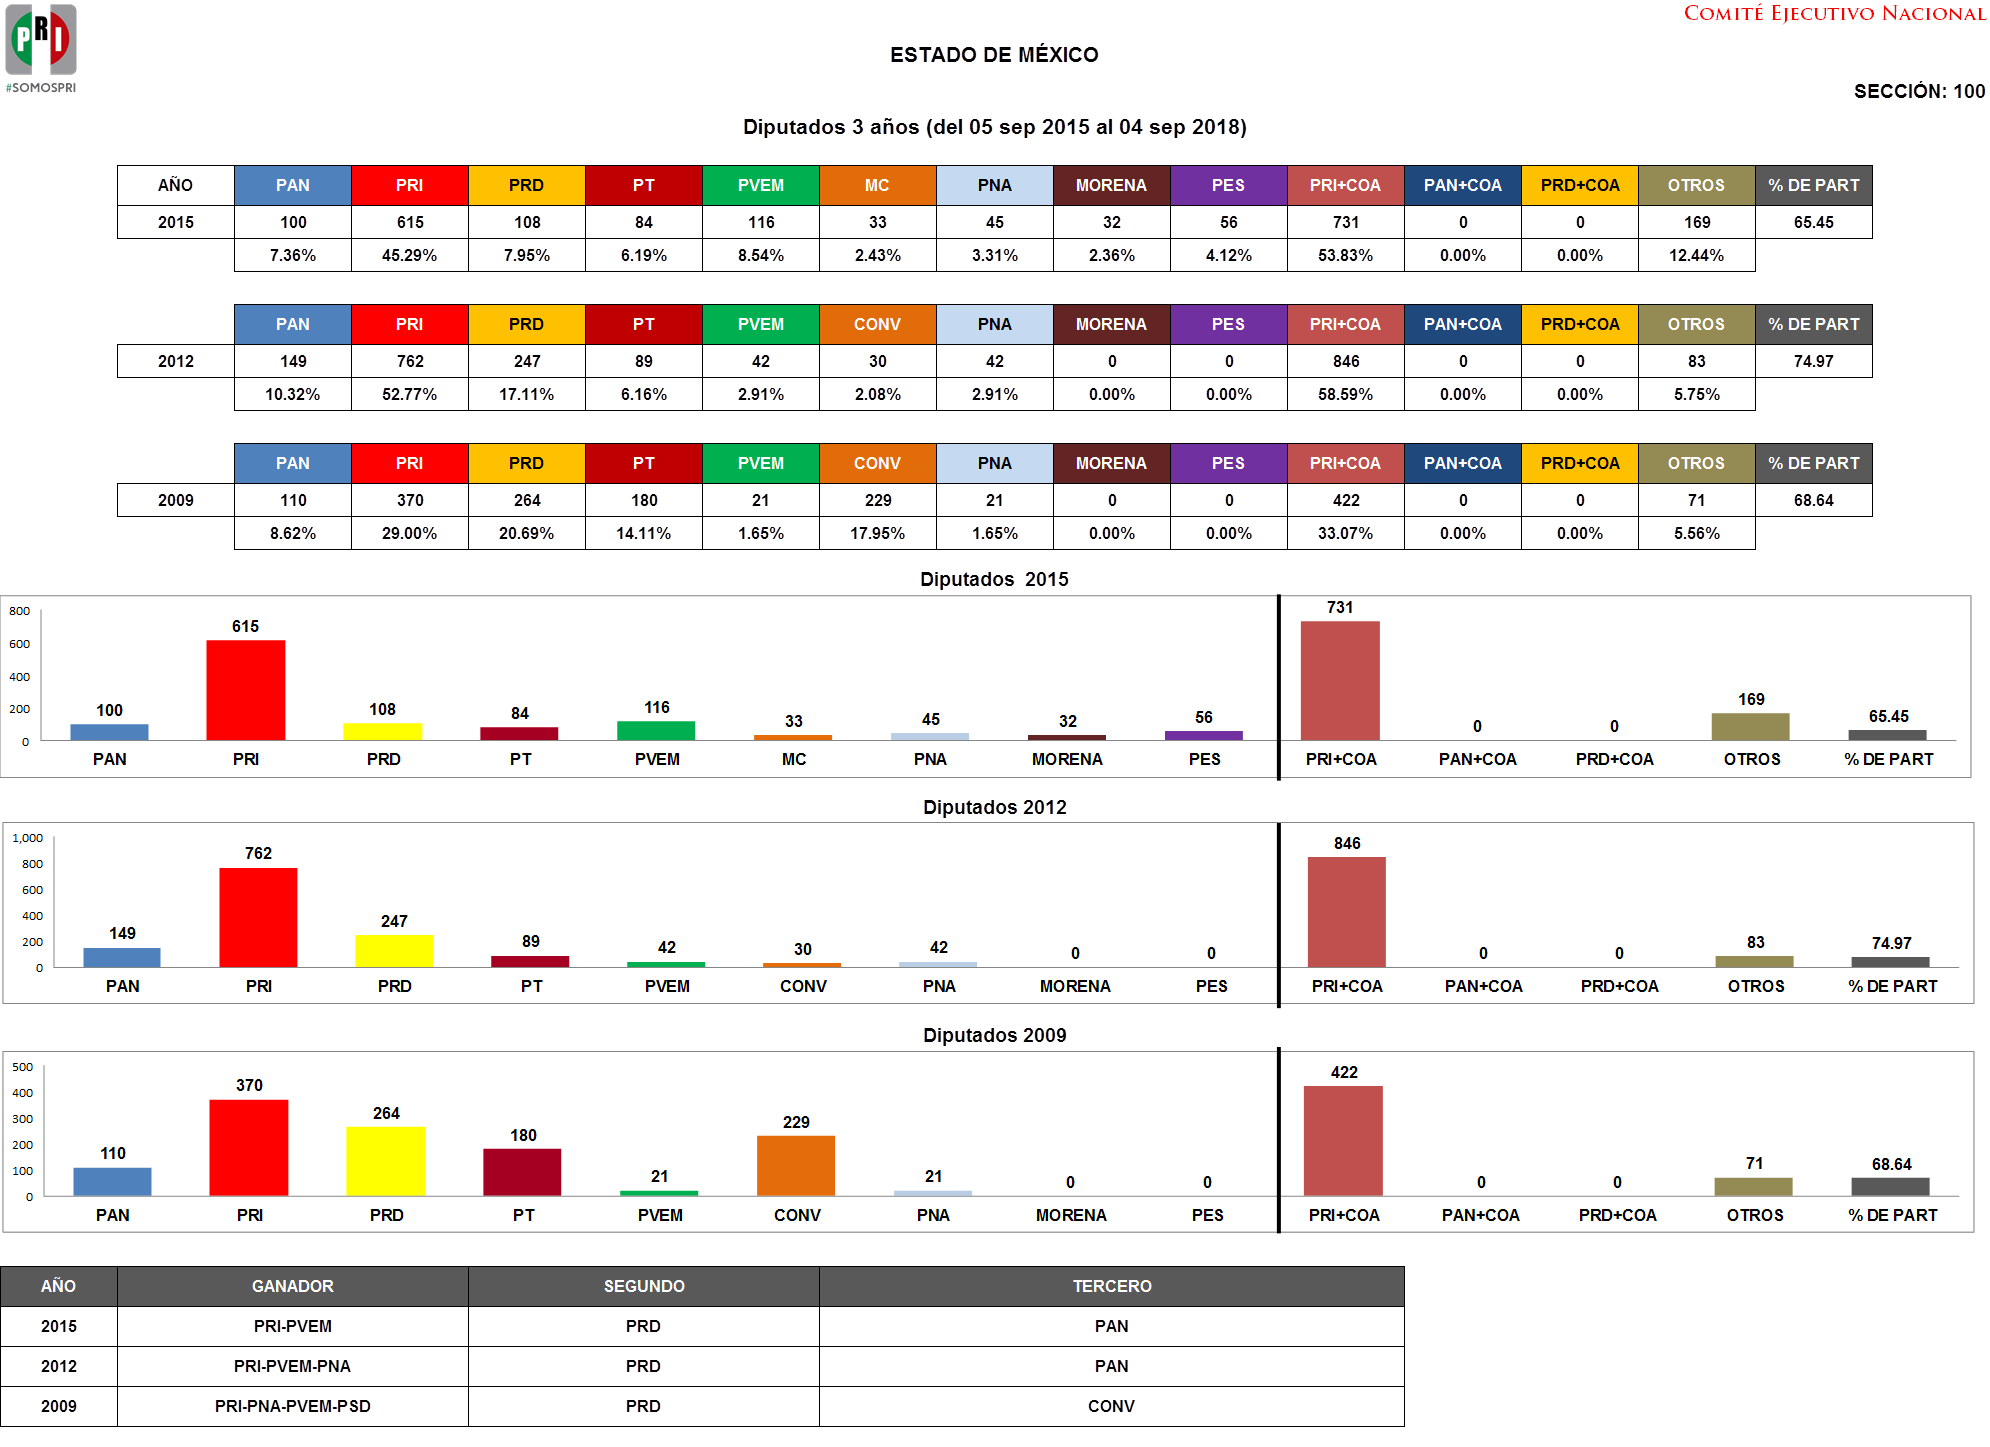 PRI
#SOMOSPRI
COMITÉ EJECUTIVO NACIONAL
ESTADO DE MÉXICO
SECCIÓN: 100
Diputados 3 años (del 05 sep 2015 al 04 sep 2018)
AÑO PAN PRI PRD PT PVEM MC PNA MORENA PES PRI+COA PAN+COA PRD+COA OTROS % DE PART
2015 100 615 108 84 116 33 45 32 56 731 0 0 169 65.45
7.36% 45.29% 7.95% 6.19% 8.54% 2.43% 3.31% 2.36% 4.12% 53.83% 0.00% 0.00% 12.44%
PAN PRI PRD PT PVEM CONV PNA MORENA PES PRI+COA PAN+COA PRD+COA OTROS % DE PART
2012 149 762 247 89 42 30 42 0 0 846 0 0 83 74.97
10.32% 52.77% 17.11% 6.16% 2.91% 2.08% 2.91% 0.00% 0.00% 58.59% 0.00% 0.00% 5.75%
PAN PRI PRD PT PVEM CONV PNA MORENA PES PRI+COA PAN+COA PRD+COA OTROS % DE PART
2009 110 370 264 180 21 229 21 0 0 422 0 0 71 68.64
8.62% 29.00% 20.69% 14.11% 1.65% 17.95% 1.65% 0.00% 0.00% 33.07% 0.00% 0.00% 5.56%
Diputados 2015
800
600
400
200
0
100 615 108 84 116 33 45 32 56 731 0 0 169 65.45
PAN PRI PRD PT PVEM MC PNA MORENA PES PRI+COA PAN+COA PRD+COA OTROS % DE PART
Diputados 2012
1,000
800
600
400
200
0
149 762 247 89 42 30 42 0 0 846 0 0 83 74.97
PAN PRI PRD PT PVEM CONV PNA MORENA PES PRI+COA PAN+COA PRD+COA OTROS % DE PART
Diputados 2009
500
400
300
200
100
0
110 370 264 180 21 229 21 0 0 422 0 0 71 68.64
PAN PRI PRD PT PVEM CONV PNA MORENA PES PRI+COA PAN+COA PRD+COA OTROS % DE PART
AÑO GANADOR SEGUNDO TERCERO
2015 PRI-PVEM PRD PAN
2012 PRI-PVEM-PNA PRD PAN
2009 PRI-PNA-PVEM-PSD PRD CONV